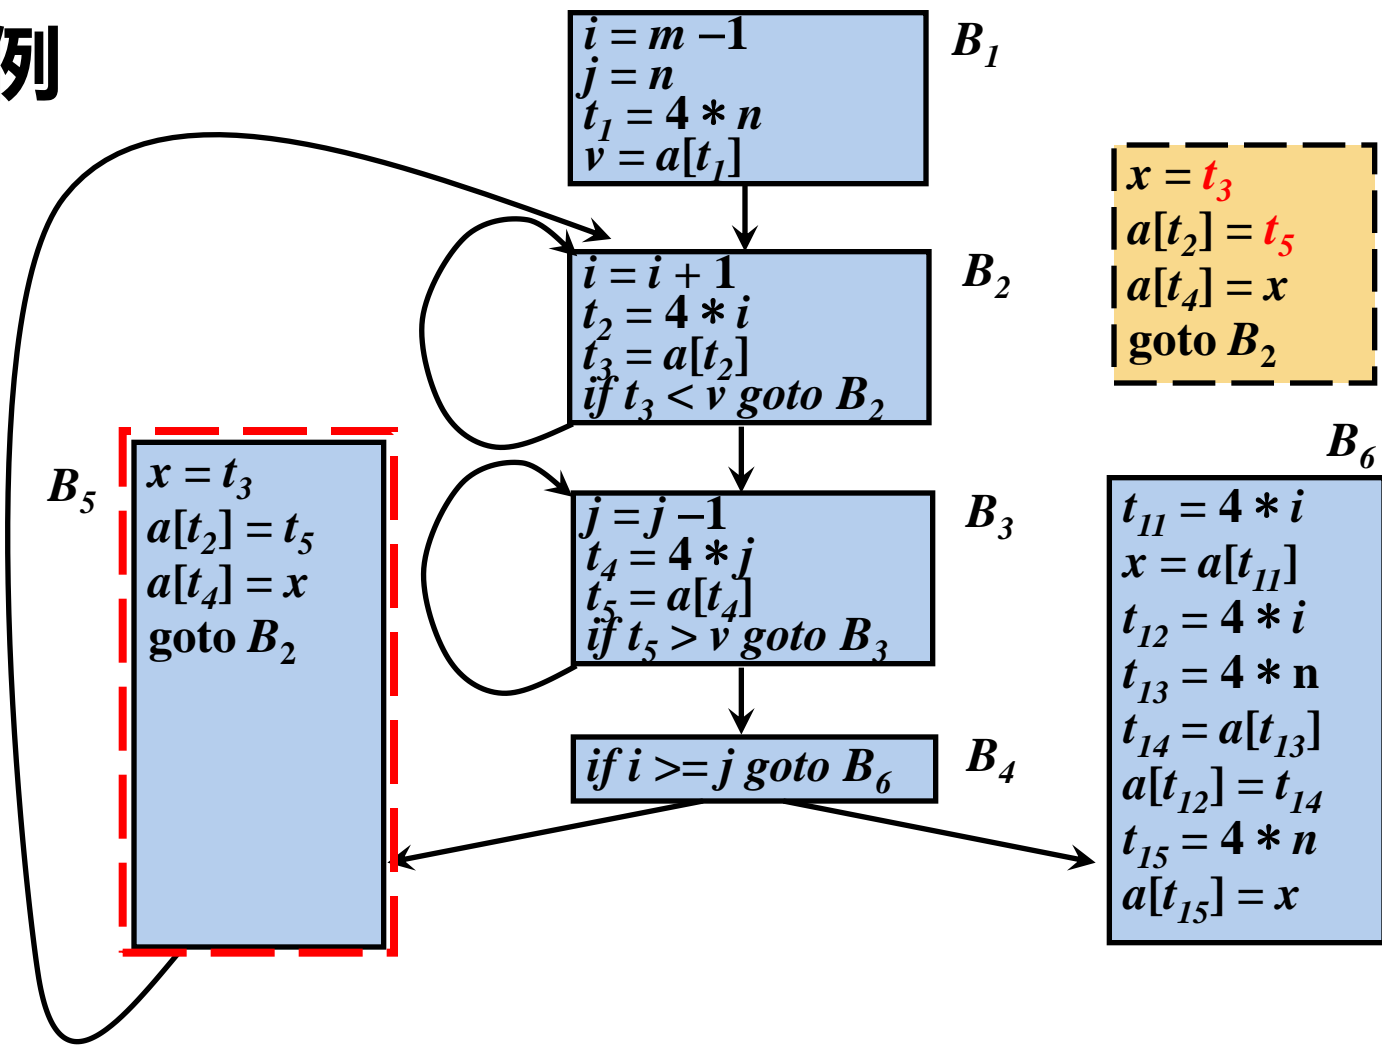 例
i = m − 1
j = n
t₁ = 4 * n
v = a[t₁]
B₁
i = i + 1
t₂ = 4 * i
t₃ = a[t₂]
if t₃ < v goto B₂
B₂
x = t₃
a[t₂] = t₅
a[t₄] = x
goto B₂
B₅
x = t₃
a[t₂] = t₅
a[t₄] = x
goto B₂
j = j − 1
t₄ = 4 * j
t₅ = a[t₄]
if t₅ > v goto B₃
B₃
if i >= j goto B₆
B₄
B₆
t₁₁ = 4 * i
x = a[t₁₁]
t₁₂ = 4 * i
t₁₃ = 4 * n
t₁₄ = a[t₁₃]
a[t₁₂] = t₁₄
t₁₅ = 4 * n
a[t₁₅] = x